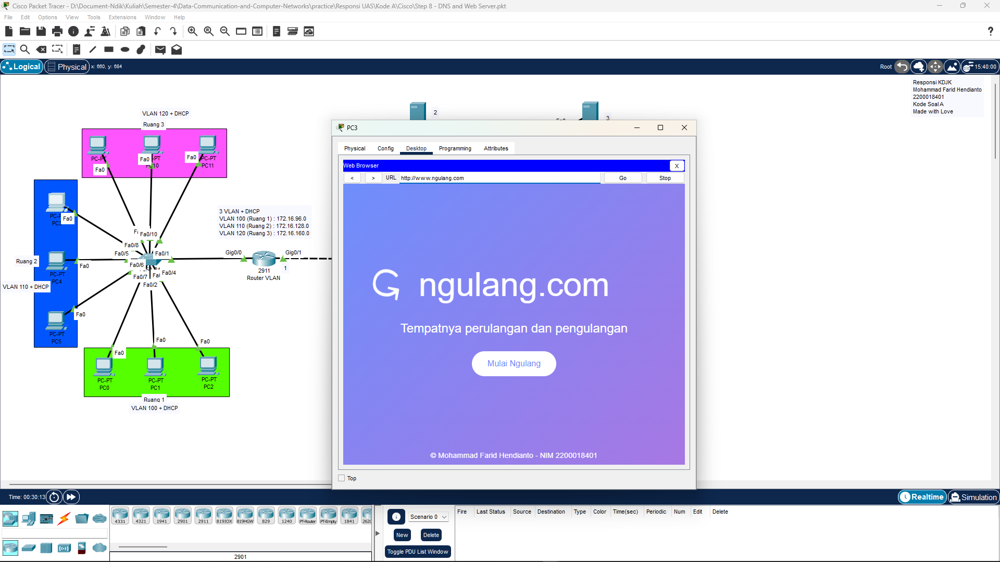 Cisco Packet Tracer - D:\Document-Ndik\Kuliah\Semester-4\Data-Communication-and-Computer-Networks\practice\Responsi UAS\Kode A\Cisco\Step 8 - DNS and Web Server.pkt
File Edit Options View Tools Extensions Window Help
Logical Physical x: 660, y: 684 Root 15:40:00
Responsi KDJK
Mohammad Farid Hendianto
2200018401
Kode Soal A
Made with Love
VLAN 120 + DHCP
Ruang 3
PC-PT
Fa0
Fa0
-PT
PC10
Fa0
PC-PT
PC11
2
3
Fa0
Fa0
Ruang 2
PC-PT
PC4
Fa0
VLAN 110 + DHCP
PC-PT
PC5
Fa0
3 VLAN + DHCP
VLAN 100 (Ruang 1) : 172.16.96.0
VLAN 110 (Ruang 2) : 172.16.128.0
VLAN 120 (Ruang 3) : 172.16.160.0
Fa0/10
Fa0/8
Fa0/5
Fa0/1
Fa0/6
Fa0/4
Fa0/7
Fa0/2
Gig0/0
Gig0/1
2911
Router VLAN
1
Fa0
Fa0
Fa0
PC-PT
PC0
PC-PT
PC1
PC-PT
PC2
Ruang 1
VLAN 100 + DHCP
PC3
Physical Config Desktop Programming Attributes
Web Browser X
< > URL http://www.ngulang.com Go Stop
ngulang.com
Tempatnya perulangan dan pengulangan
Mulai Ngulang
© Mohammad Farid Hendianto - NIM 2200018401
Top
Time: 00:30:13 Realtime Simulation
4331 4321 1941 2901 2911 819IOX 819HGW 829 1240 PT-Router PT-Empty 1841 2620
2901
Scenario 0
New Delete
Toggle PDU List Window
Fire Last Status Source Destination Type Color Time(sec) Periodic Num Edit Delete